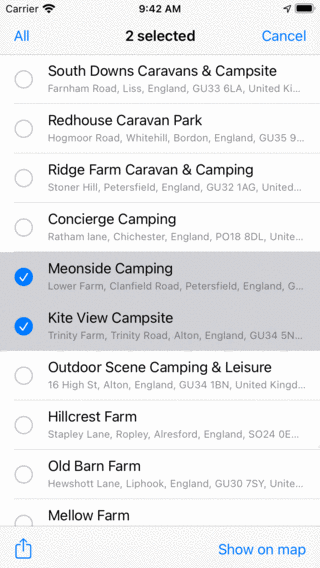 Carrier 9:42 AM
All 2 selected Cancel
South Downs Caravans & Campsite
Farnham Road, Liss, England, GU33 6LA, United Ki...
Redhouse Caravan Park
Hogmoor Road, Whitehill, Bordon, England, GU35 9...
Ridge Farm Caravan & Camping
Stoner Hill, Petersfield, England, GU32 1AG, United...
Concierge Camping
Ratham lane, Chichester, England, PO18 8DL, Unite...
Meonside Camping
Lower Farm, Clanfield Road, Petersfield, England, G...
Kite View Campsite
Trinity Farm, Trinity Road, Alton, England, GU34 5N...
Outdoor Scene Camping & Leisure
16 High St, Alton, England, GU34 1BN, United Kingd...
Hillcrest Farm
Stapley Lane, Ropley, Alresford, England, SO24 0E...
Old Barn Farm
Hewshott Lane, Liphook, England, GU30 7SY, Unite...
Mellow Farm
Show on map